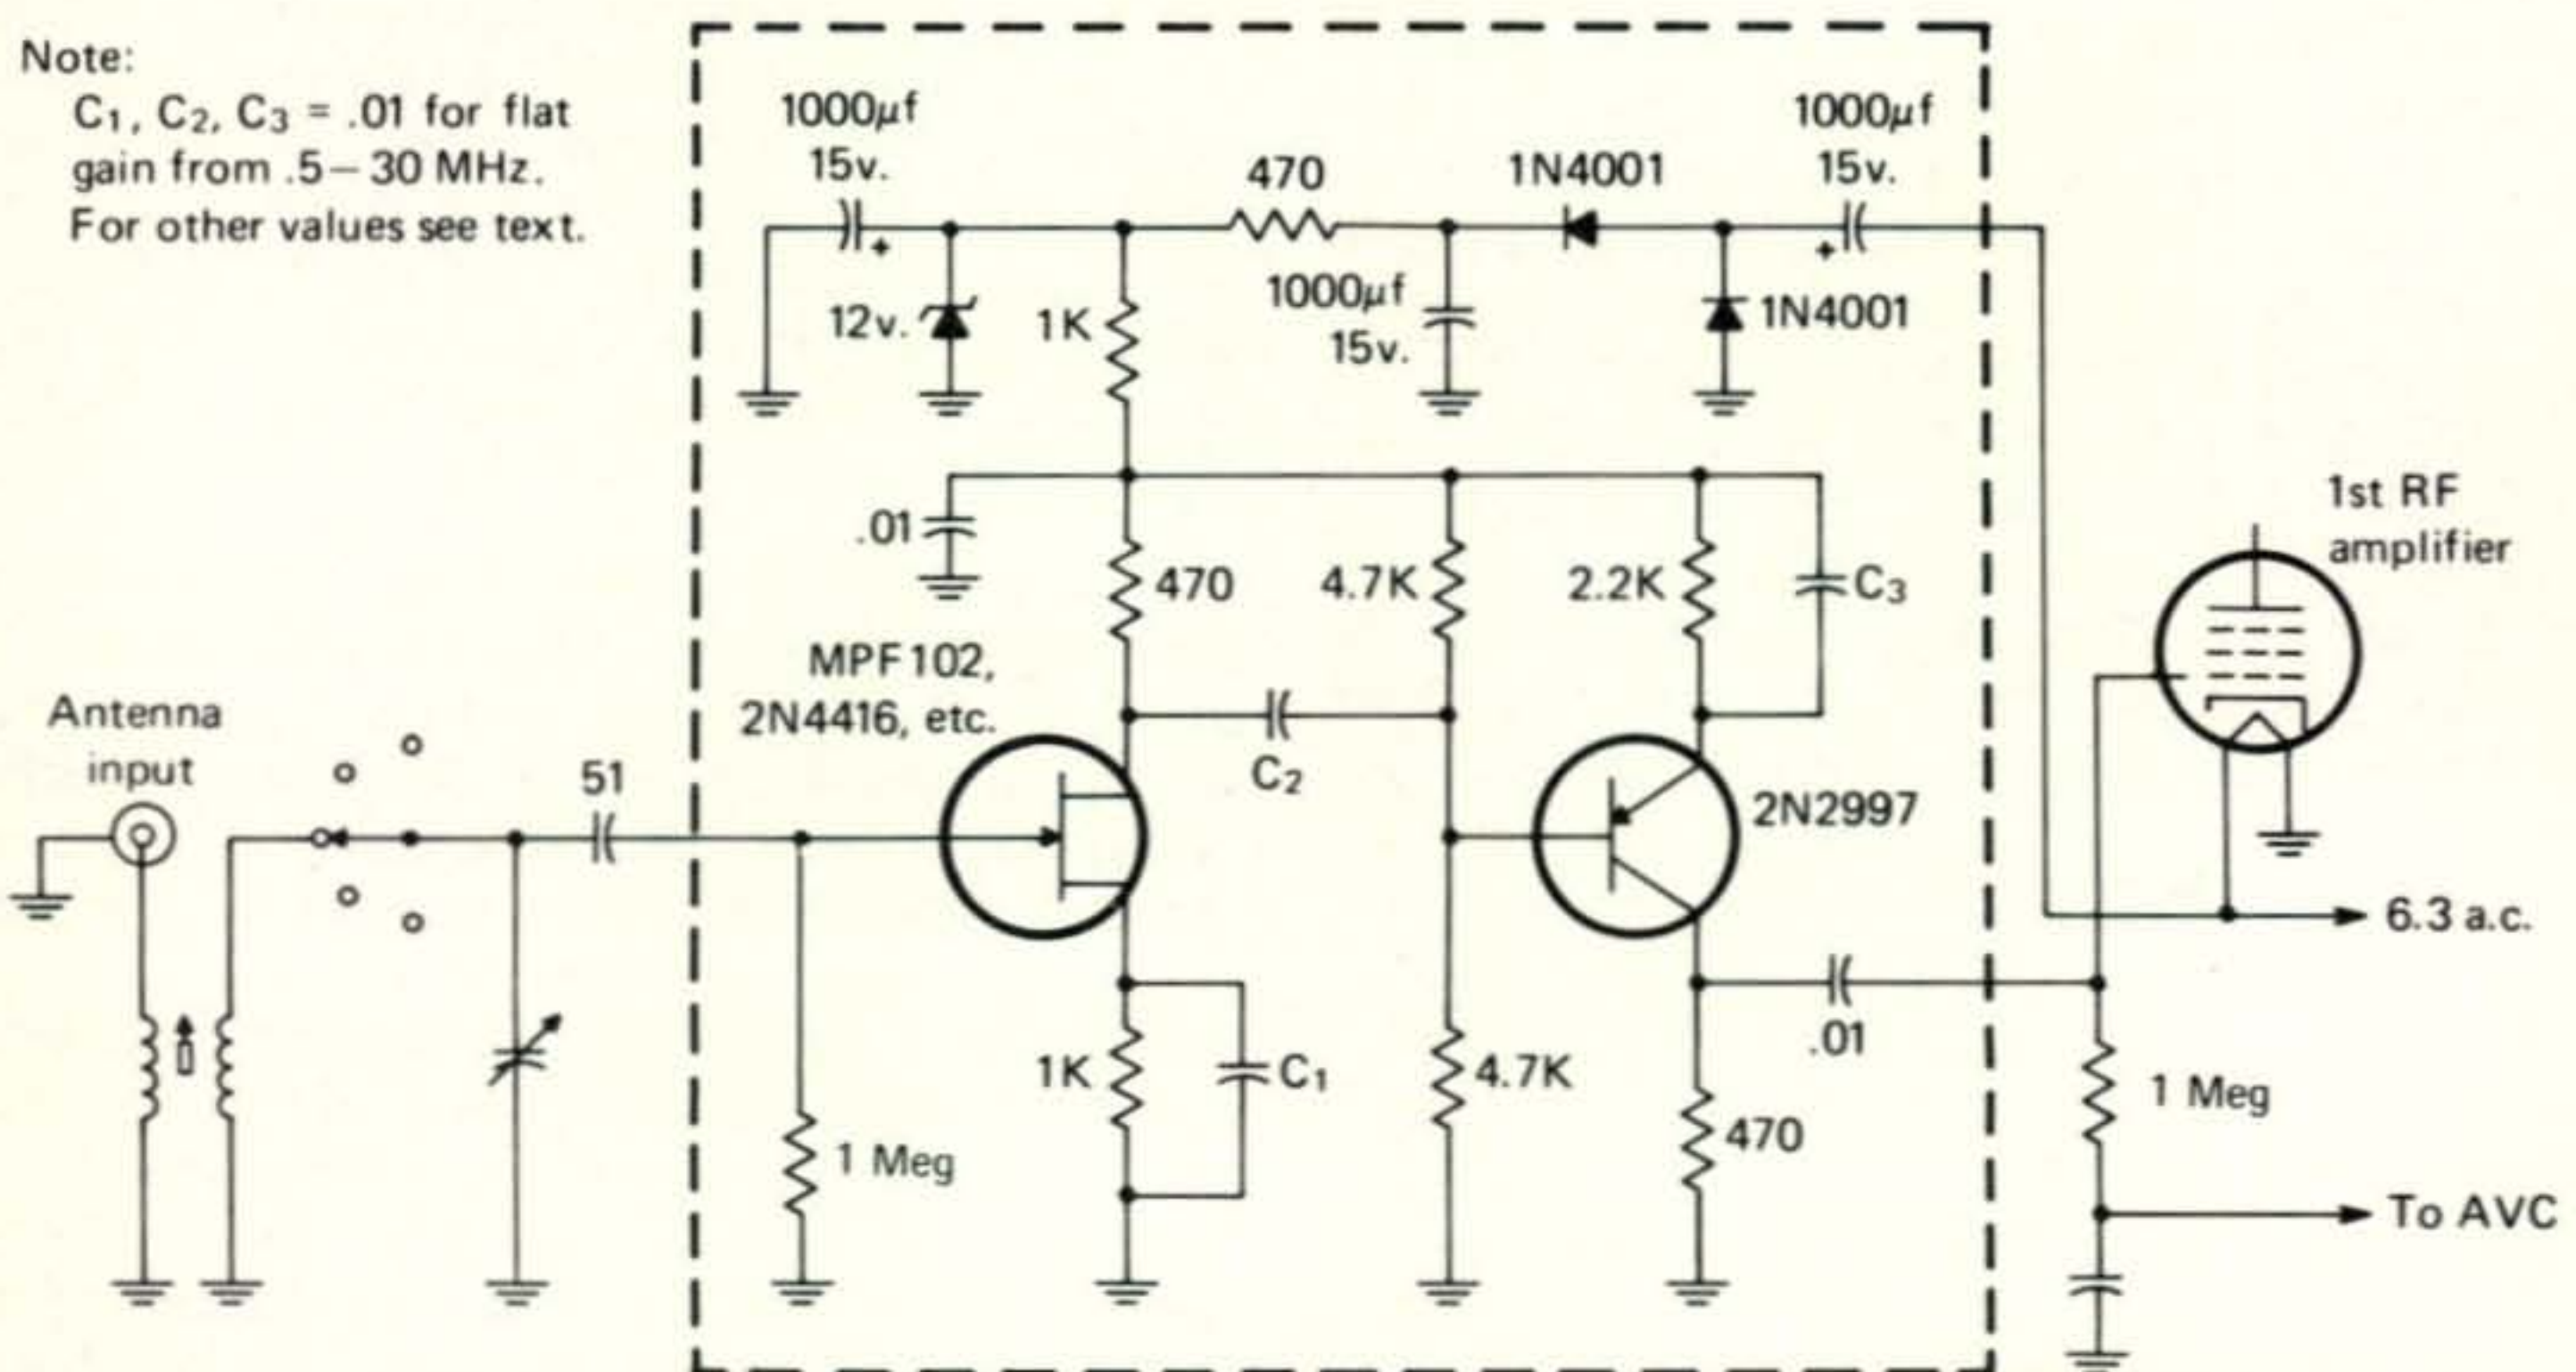 Note:
C₁, C₂, C₃ = .01 for flat
gain from .5–30 MHz.
For other values see text.
1000μf
15v.
470
1N4001
1000μf
15v.
12v.
1K
1000μf
15v.
1N4001
.01
470
4.7K
2.2K
C₃
1st RF
amplifier
MPF102,
2N4416, etc.
Antenna
input
51
C₂
2N2997
6.3 a.c.
1K
C₁
4.7K
.01
1 Meg
470
1 Meg
To AVC